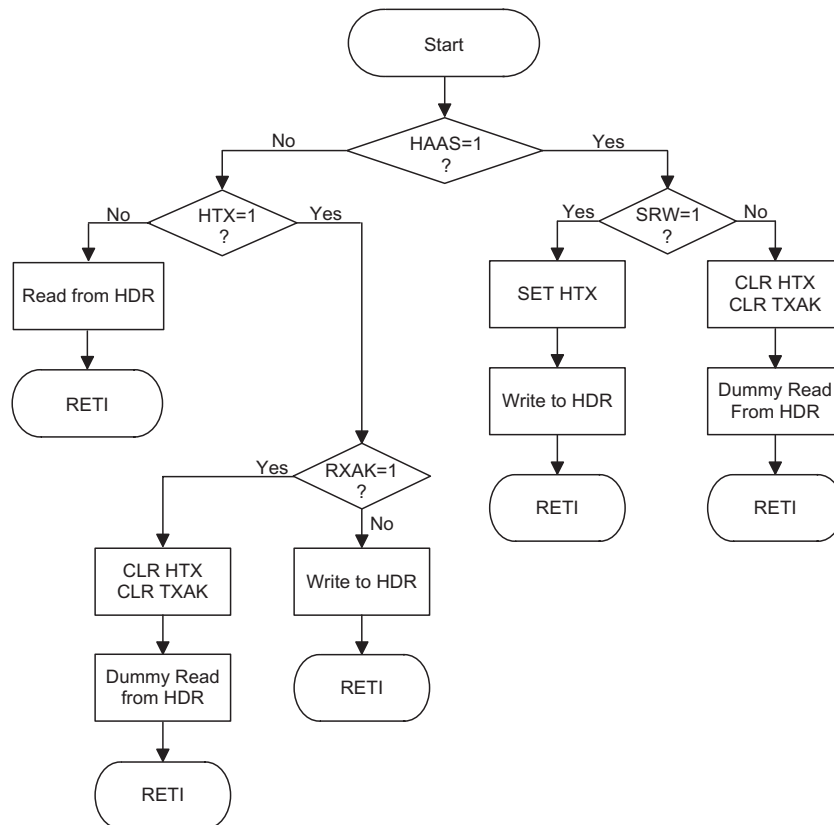 Start
HAAS=1
?
No
Yes
HTX=1
?
No
Yes
SRW=1
?
Yes
No
Read from HDR
SET HTX
CLR HTX
CLR TXAK
RETI
Write to HDR
Dummy Read
From HDR
RXAK=1
?
Yes
No
RETI
RETI
CLR HTX
CLR TXAK
Write to HDR
Dummy Read
from HDR
RETI
RETI